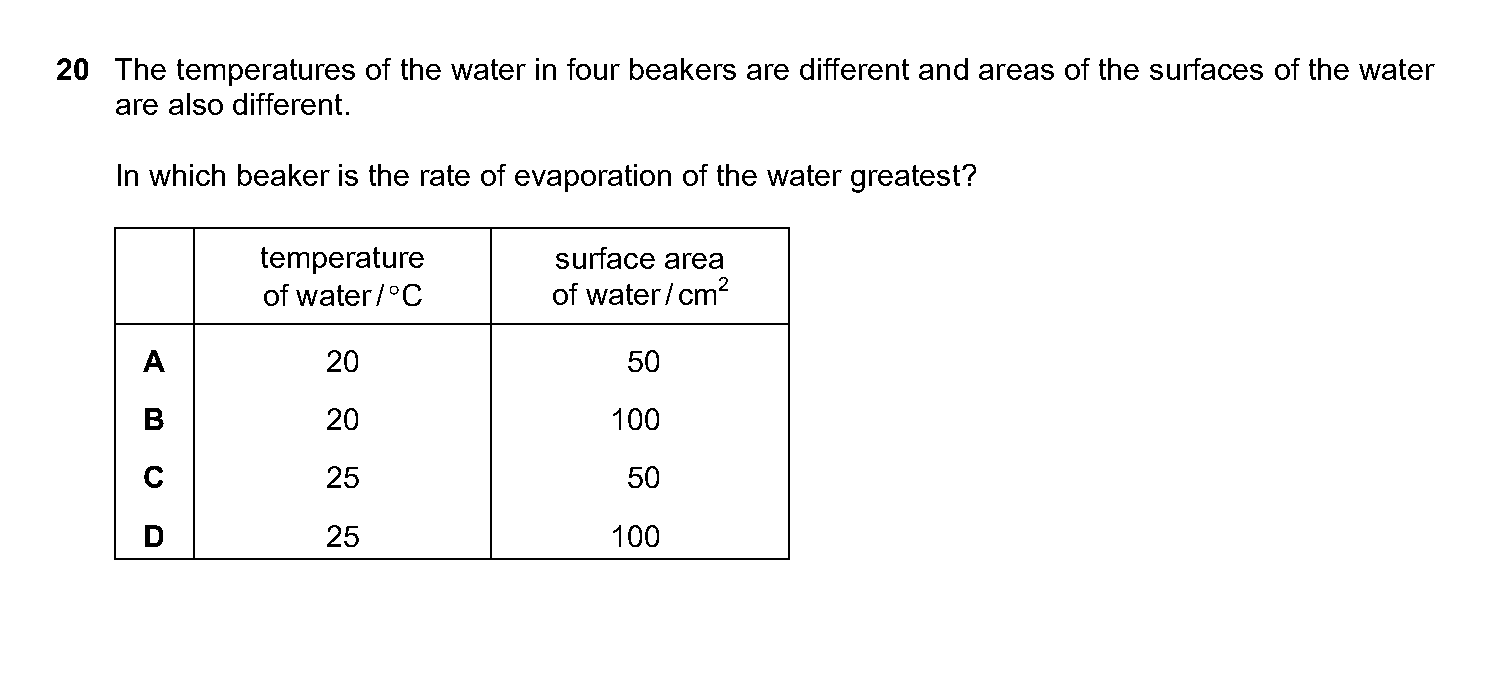 20 The temperatures of the water in four beakers are different and areas of the surfaces of the water
are also different.
In which beaker is the rate of evaporation of the water greatest?
temperature surface area
of water / °C of water / cm²
A 20 50
B 20 100
C 25 50
D 25 100